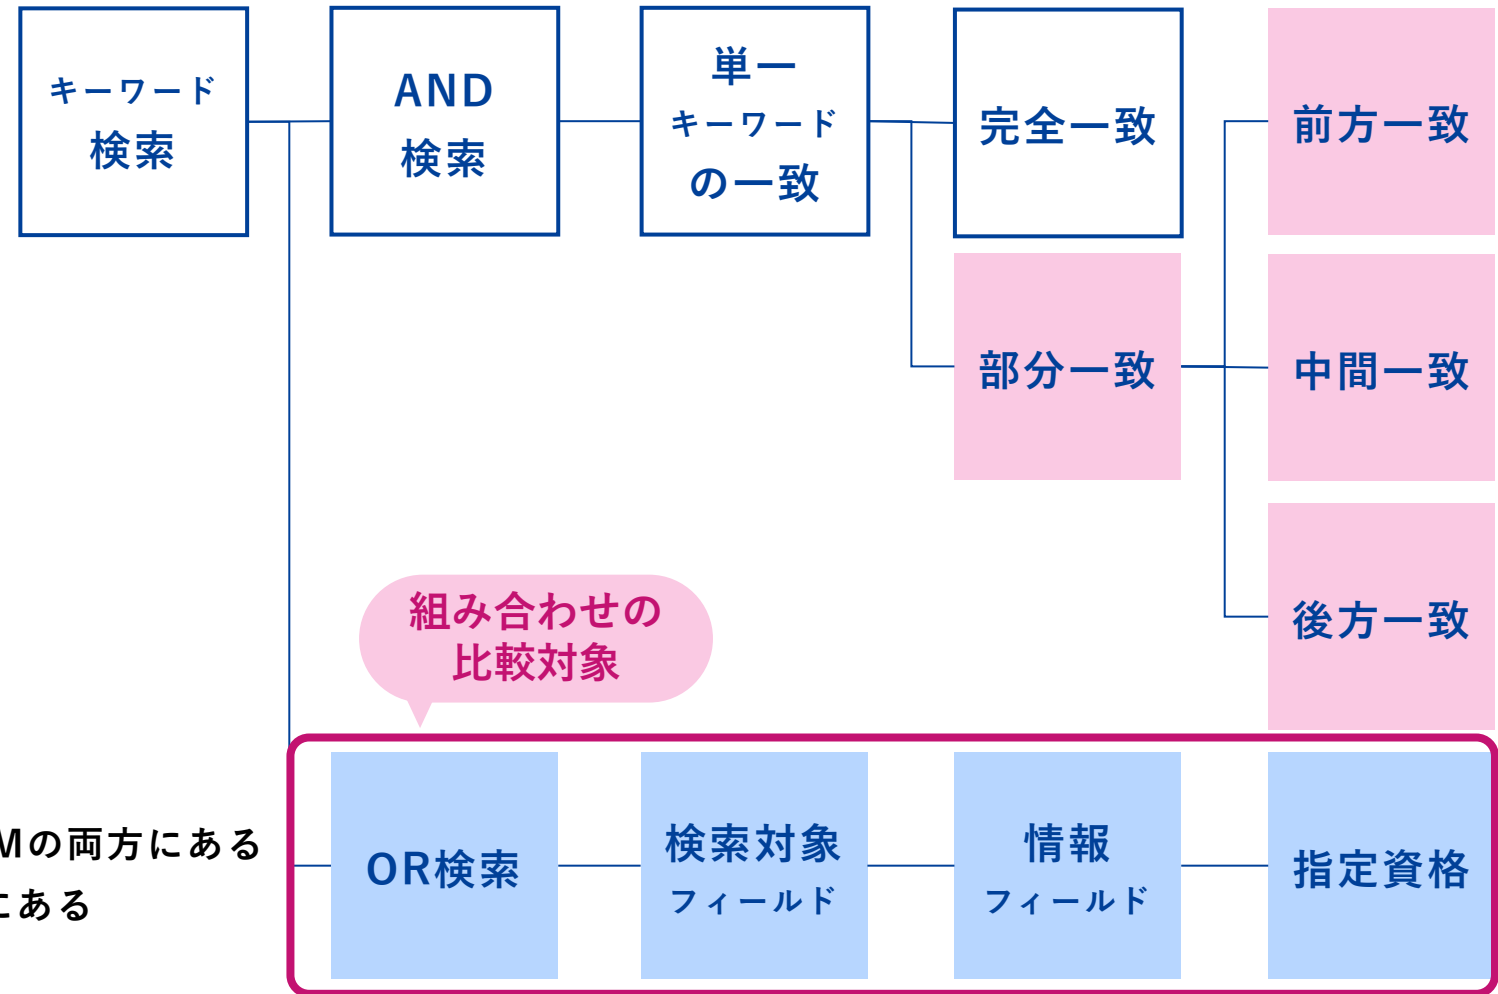 キーワード
検索
AND
検索
単一
キーワード
の一致
完全一致
前方一致
部分一致
中間一致
後方一致
組み合わせの
比較対象
Mの両方にある
にある
OR検索
検索対象
フィールド
情報
フィールド
指定資格